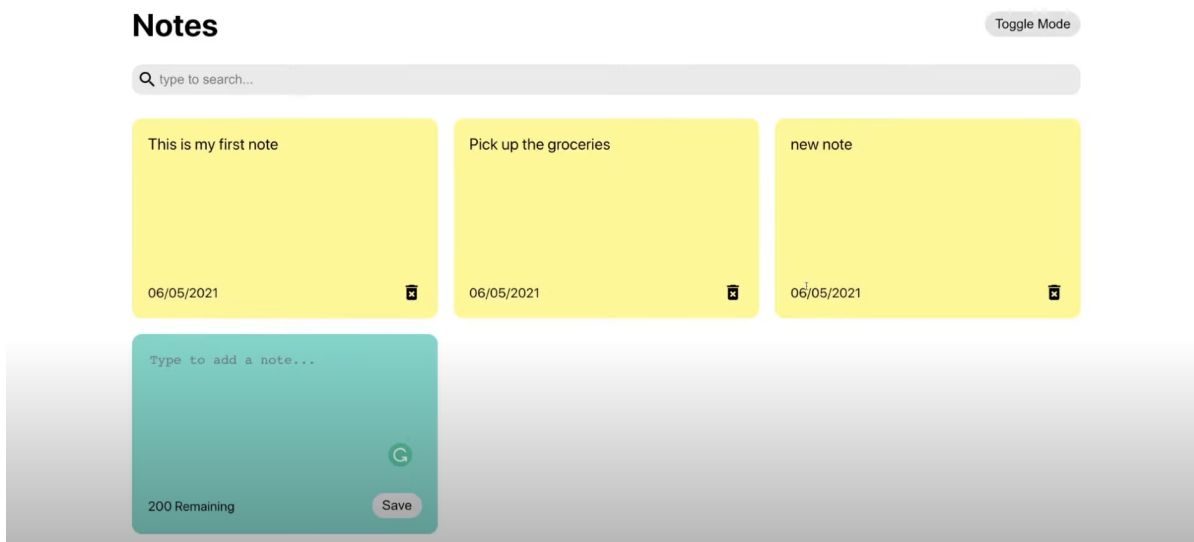 Notes
Toggle Mode
type to search...
This is my first note
Pick up the groceries
new note
06/05/2021
06/05/2021
06/05/2021
Type to add a note...
G
200 Remaining
Save